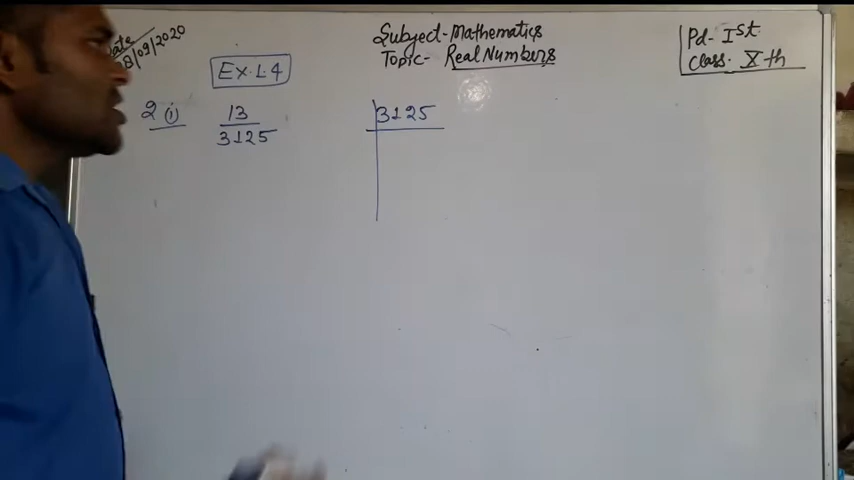 Date
8/09/2020
Subject-Mathematics
Topic- Real Numbers
Pd- Ist
Class- Xth
Ex 1.4
2 (i) 13
3125
3125